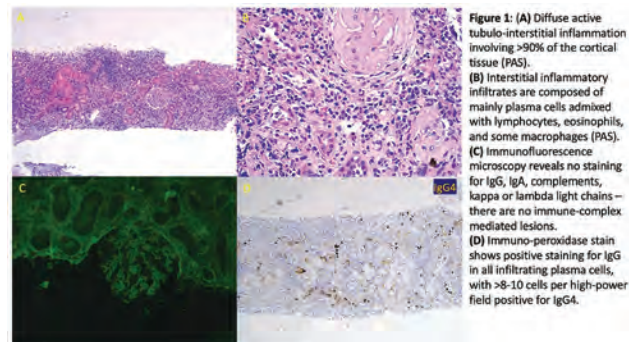 A
B
C
D
IgG4
Figure 1: (A) Diffuse active
tubulo-interstitial inflammation
involving >90% of the cortical
tissue (PAS).
(B) Interstitial inflammatory
infiltrates are composed of
mainly plasma cells admixed
with lymphocytes, eosinophils,
and some macrophages (PAS).
(C) Immunofluorescence
microscopy reveals no staining
for IgG, IgA, complements,
kappa or lambda light chains –
there are no immune-complex
mediated lesions.
(D) Immuno-peroxidase stain
shows positive staining for IgG
in all infiltrating plasma cells,
with >8-10 cells per high-power
field positive for IgG4.